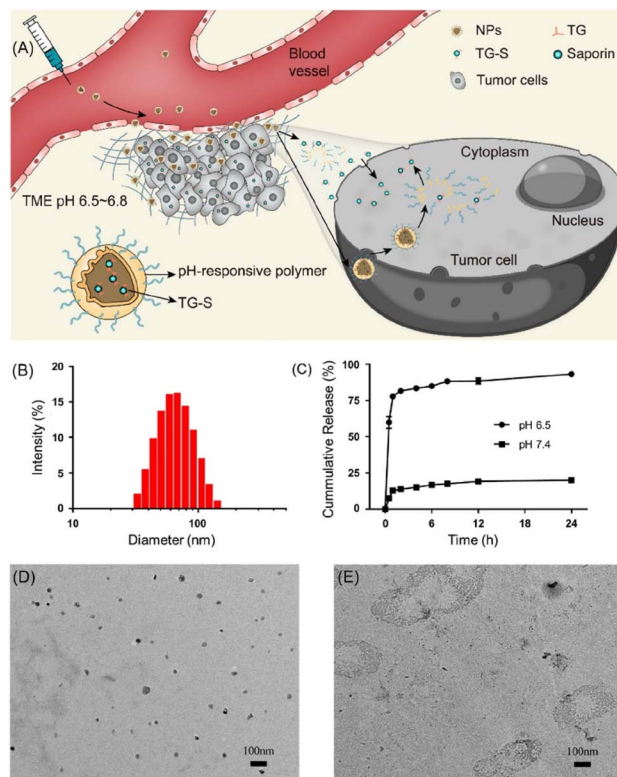 (A)
Blood
vessel
NPs
TG
TG-S
Saporin
Tumor cells
TME pH 6.5~6.8
Cytoplasm
Nucleus
Tumor cell
pH-responsive polymer
TG-S
(B)
Intensity (%)
20
15
10
5
0
10
100
Diameter (nm)
(C)
Cummulative Release (%)
100
75
50
25
0
pH 6.5
pH 7.4
0
6
12
18
24
Time (h)
(D)
100nm
(E)
100nm